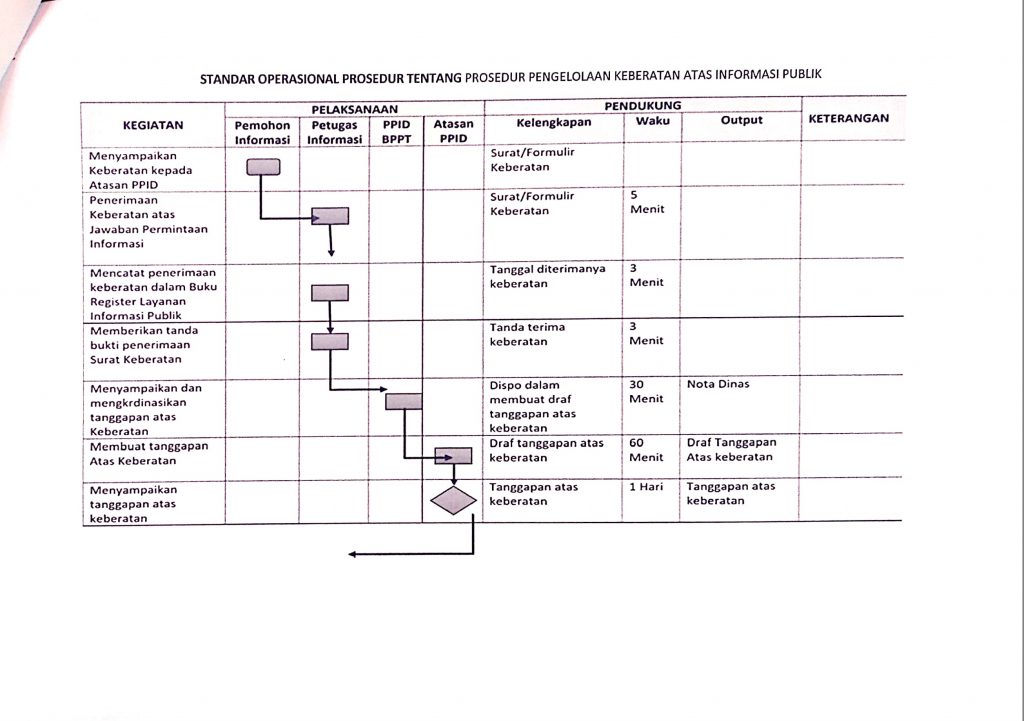 STANDAR OPERASIONAL PROSEDUR TENTANG PROSEDUR PENGELOLAAN KEBERATAN ATAS INFORMASI PUBLIK
KEGIATAN
PELAKSANAAN
PENDUKUNG
KETERANGAN
Pemohon
Informasi
Petugas
Informasi
PPID
BPPT
Atasan
PPID
Kelengkapan
Waku
Output
Menyampaikan
Keberatan kepada
Atasan PPID
Surat/Formulir
Keberatan
Penerimaan
Keberatan atas
Jawaban Permintaan
Informasi
Surat/Formulir
Keberatan
5
Menit
Mencatat penerimaan
keberatan dalam Buku
Register Layanan
Informasi Publik
Tanggal diterimanya
keberatan
3
Menit
Memberikan tanda
bukti penerimaan
Surat Keberatan
Tanda terima
keberatan
3
Menit
Menyampaikan dan
mengkrdinasikan
tanggapan atas
Keberatan
Dispo dalam
membuat draf
tanggapan atas
keberatan
30
Menit
Nota Dinas
Membuat tanggapan
Atas Keberatan
Draf tanggapan atas
keberatan
60
Menit
Draf Tanggapan
Atas keberatan
Menyampaikan
tanggapan atas
keberatan
Tanggapan atas
keberatan
1 Hari
Tanggapan atas
keberatan